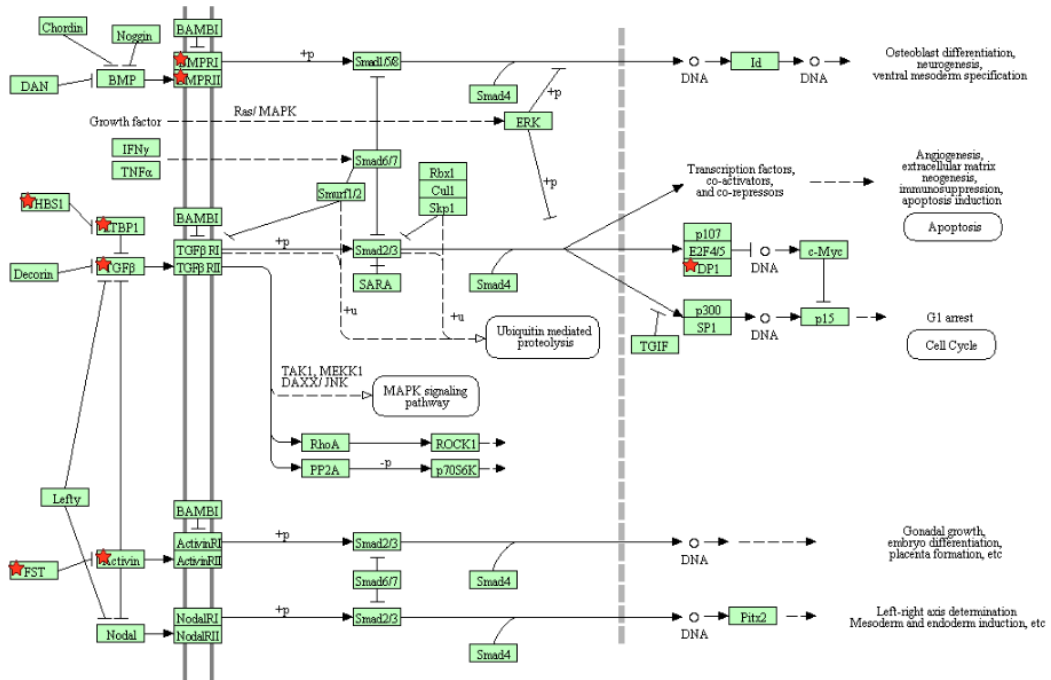 Chordin
Noggin
BAMBI
DAN
BMP
BMPRI
BMPRII
+p
Smad1/5/8
Smad4
DNA
Id
DNA
Osteoblast differentiation,
neurogenesis,
ventral mesoderm specification
Growth factor
Ras/ MAPK
ERK
+p
+p
IFNγ
TNFα
Smad6/7
Smurf1/2
Rbx1
Cul1
Skp1
Transcription factors,
co-activators,
and co-repressors
Angiogenesis,
extracellular matrix
neogenesis,
immunosuppression,
apoptosis induction
Apoptosis
THBS1
LTBP1
BAMBI
Decorin
TGFβ
TGFβ RI
TGFβ RII
+p
Smad2/3
SARA
Smad4
p107
E2F4/5
DP1
DNA
c-Myc
p300
SP1
DNA
p15
G1 arrest
Cell Cycle
TGIF
+u
+u
Ubiquitin mediated
proteolysis
TAK1, MEKK1
DAXX/ JNK
MAPK signaling
pathway
RhoA
ROCK1
PP2A
-p
p70S6K
Lefty
BAMBI
FST
Activin
ActivinRI
ActivinRII
+p
Smad2/3
Smad4
DNA
Gonadal growth,
embryo differentiation,
placenta formation, etc
Smad6/7
Nodal
NodalRI
NodalRII
+p
Smad2/3
Smad4
DNA
Pitx2
Left-right axis determination
Mesoderm and endoderm induction, etc